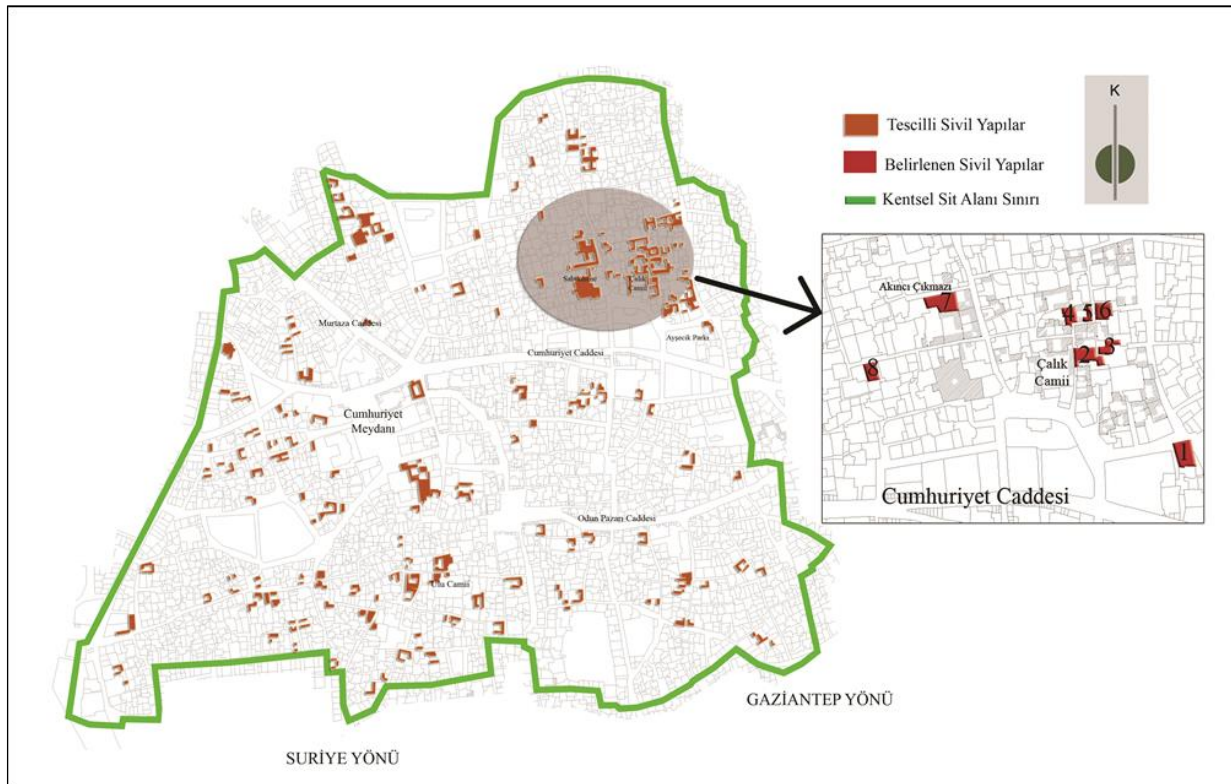 K
Tescilli Sivil Yapılar
Belirlenen Sivil Yapılar
Kentsel Sit Alanı Sınırı
Murtaza Caddesi
Cumhuriyet Caddesi
Ayşecik Parkı
Cumhuriyet
Meydanı
Odun Pazarı Caddesi
Ulu Camii
GAZİANTEP YÖNÜ
SURİYE YÖNÜ
Akıncı Çıkmazı
7
4 5 6
2 3
8
Çalık
Camii
1
Cumhuriyet Caddesi